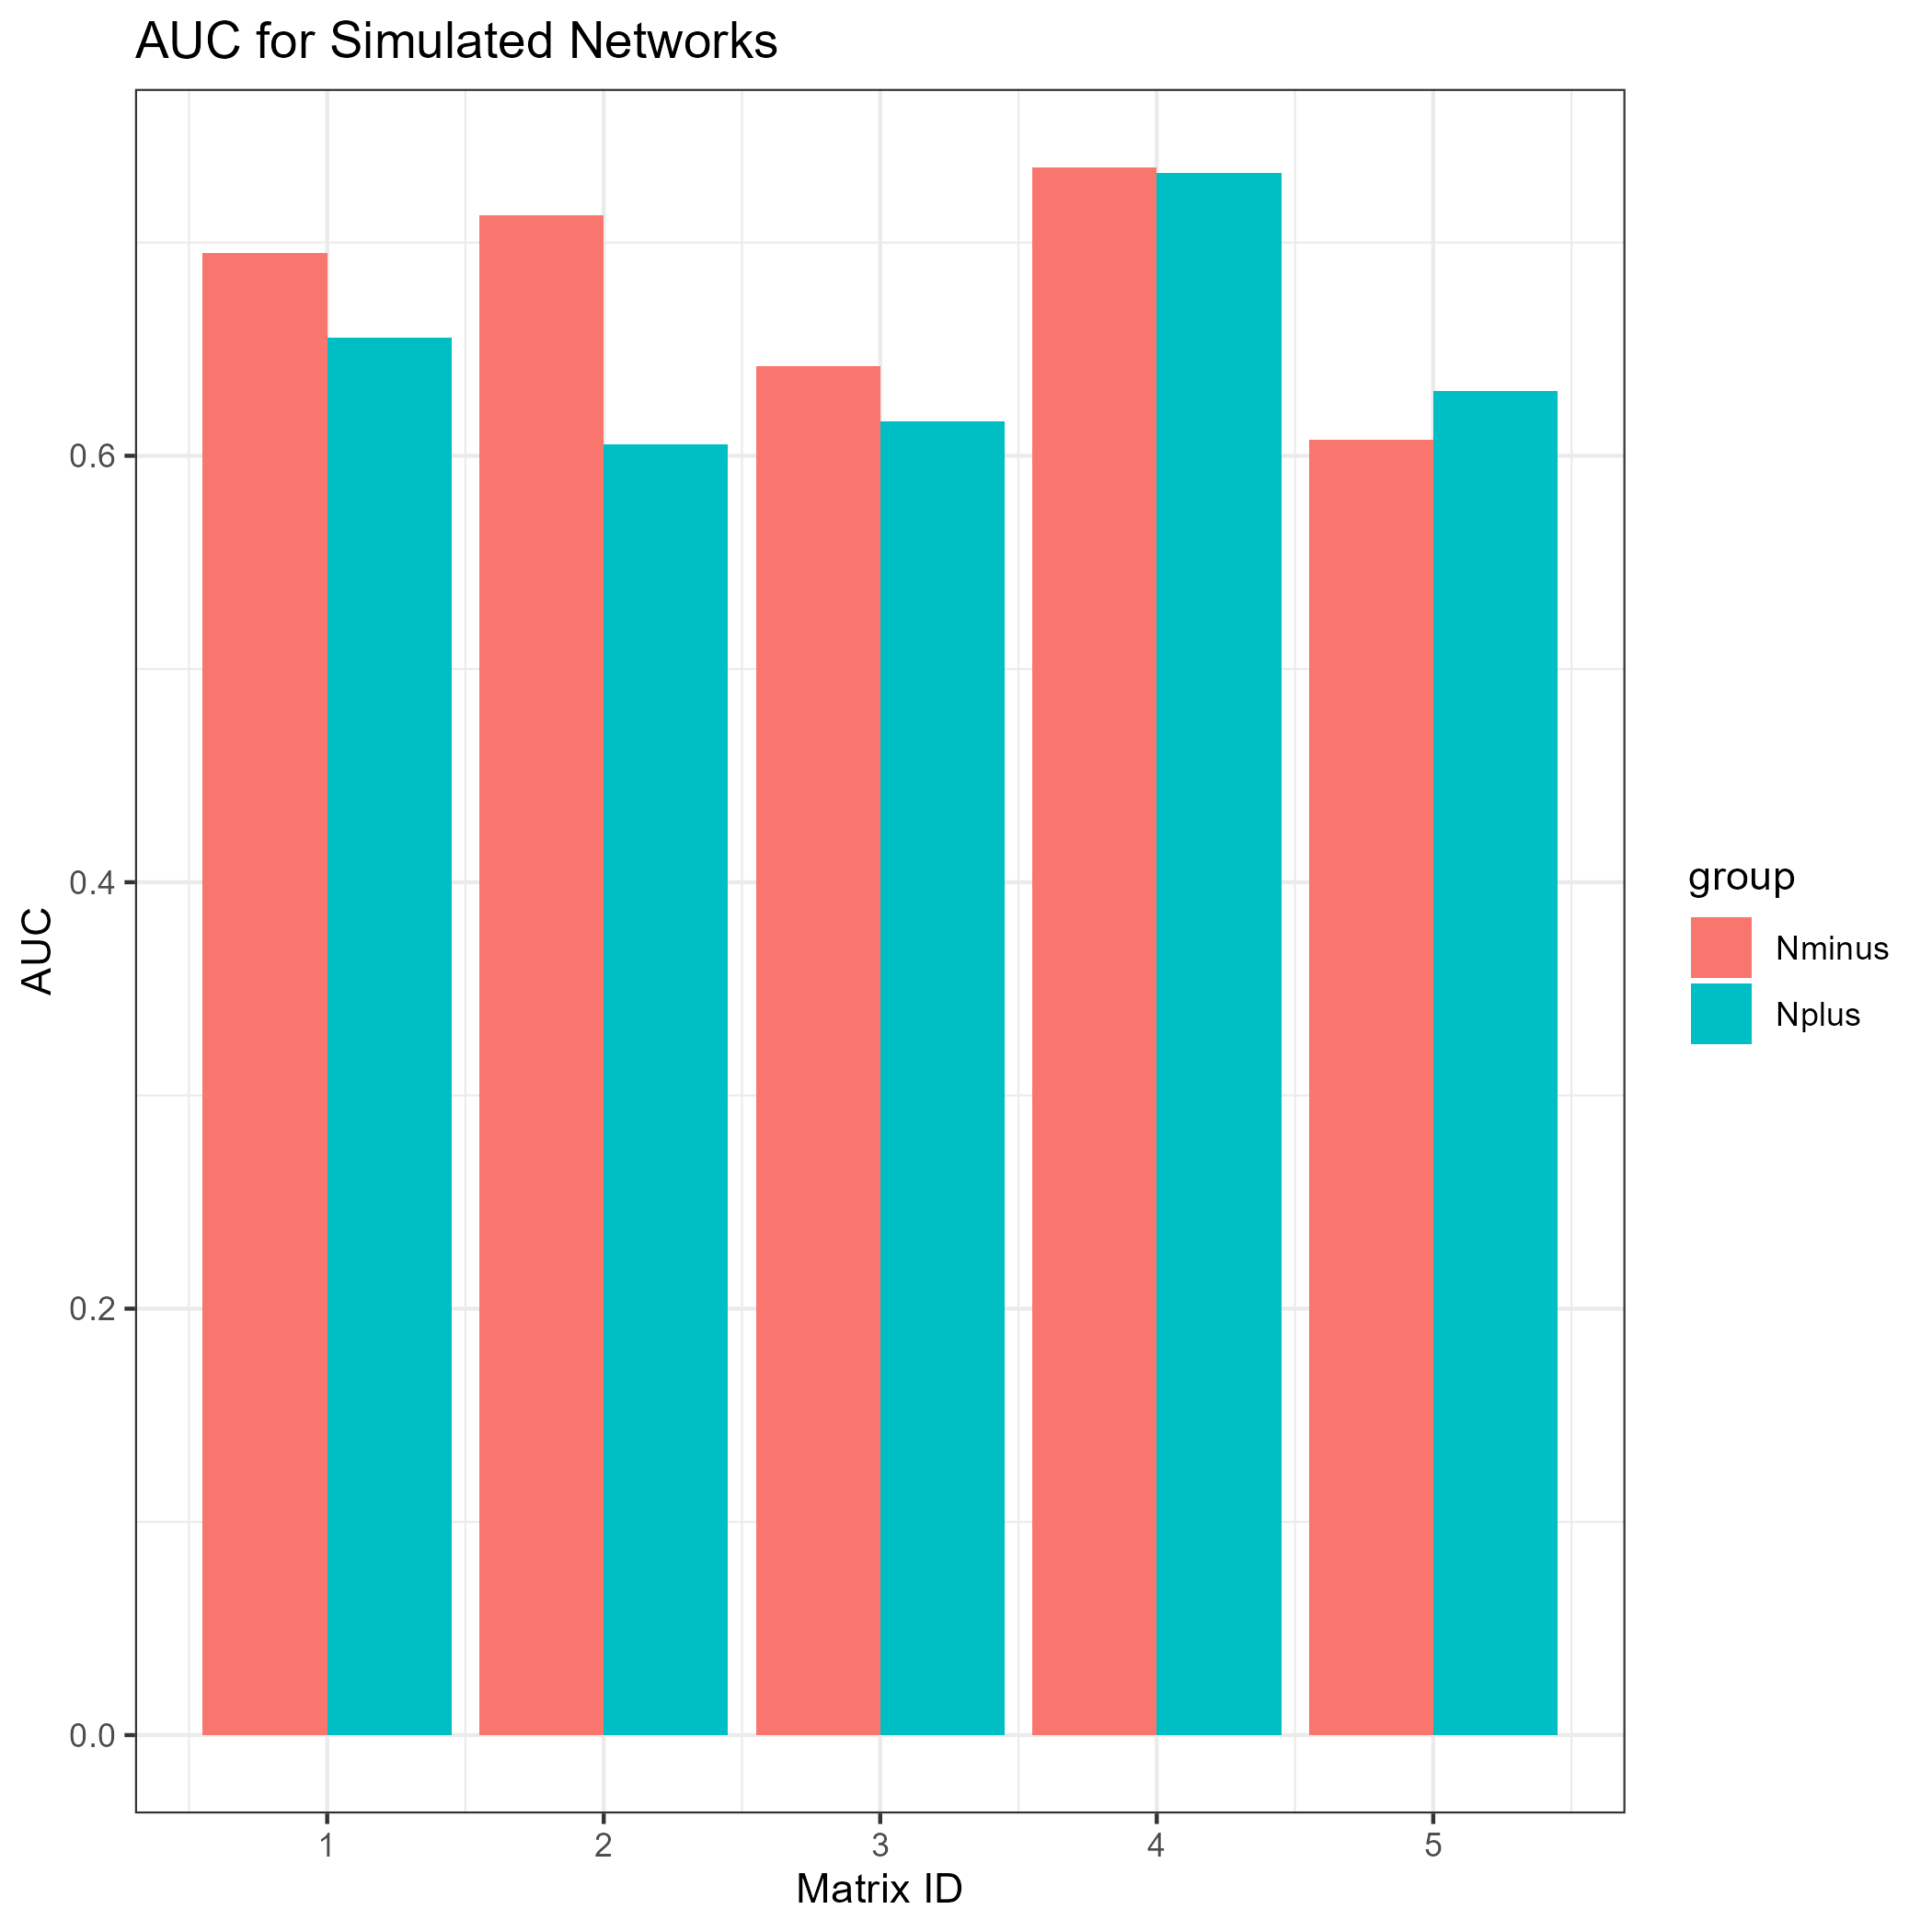 AUC for Simulated Networks
AUC
0.6
0.4
0.2
0.0
1 2 3 4 5
Matrix ID
group
Nminus
Nplus